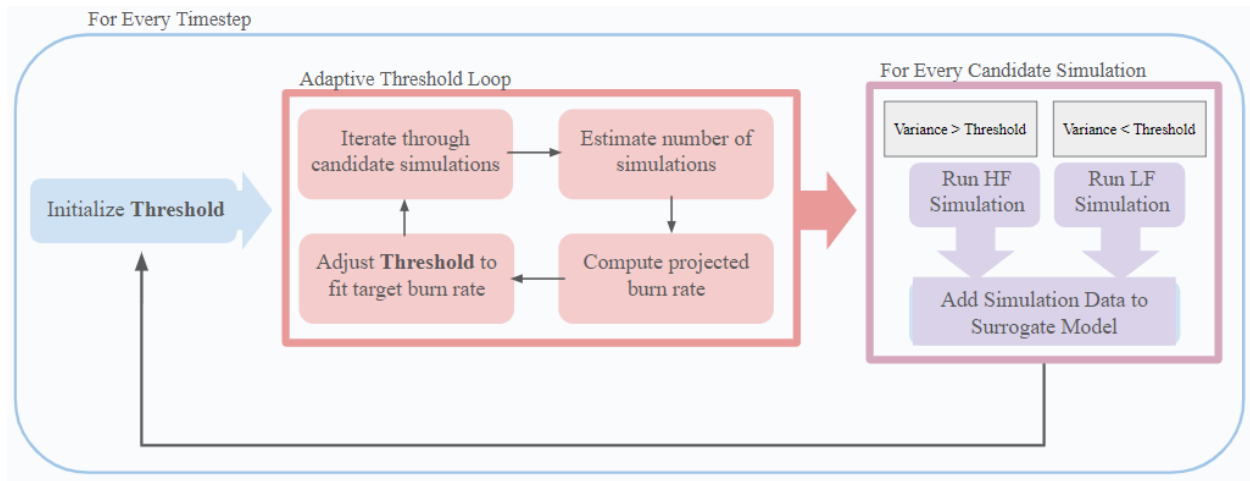 For Every Timestep
Initialize Threshold
Adaptive Threshold Loop
Iterate through
candidate simulations
Estimate number of
simulations
Adjust Threshold to
fit target burn rate
Compute projected
burn rate
For Every Candidate Simulation
Variance > Threshold
Variance < Threshold
Run HF
Simulation
Run LF
Simulation
Add Simulation Data to
Surrogate Model